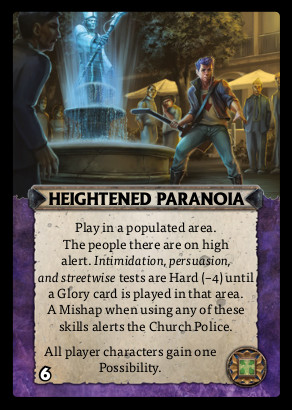 HEIGHTENED PARANOIA
Play in a populated area.
The people there are on high
alert. Intimidation, persuasion,
and streetwise tests are Hard (–4) until
a Glory card is played in that area.
A Mishap when using any of these
skills alerts the Church Police.
All player characters gain one
Possibility.
6